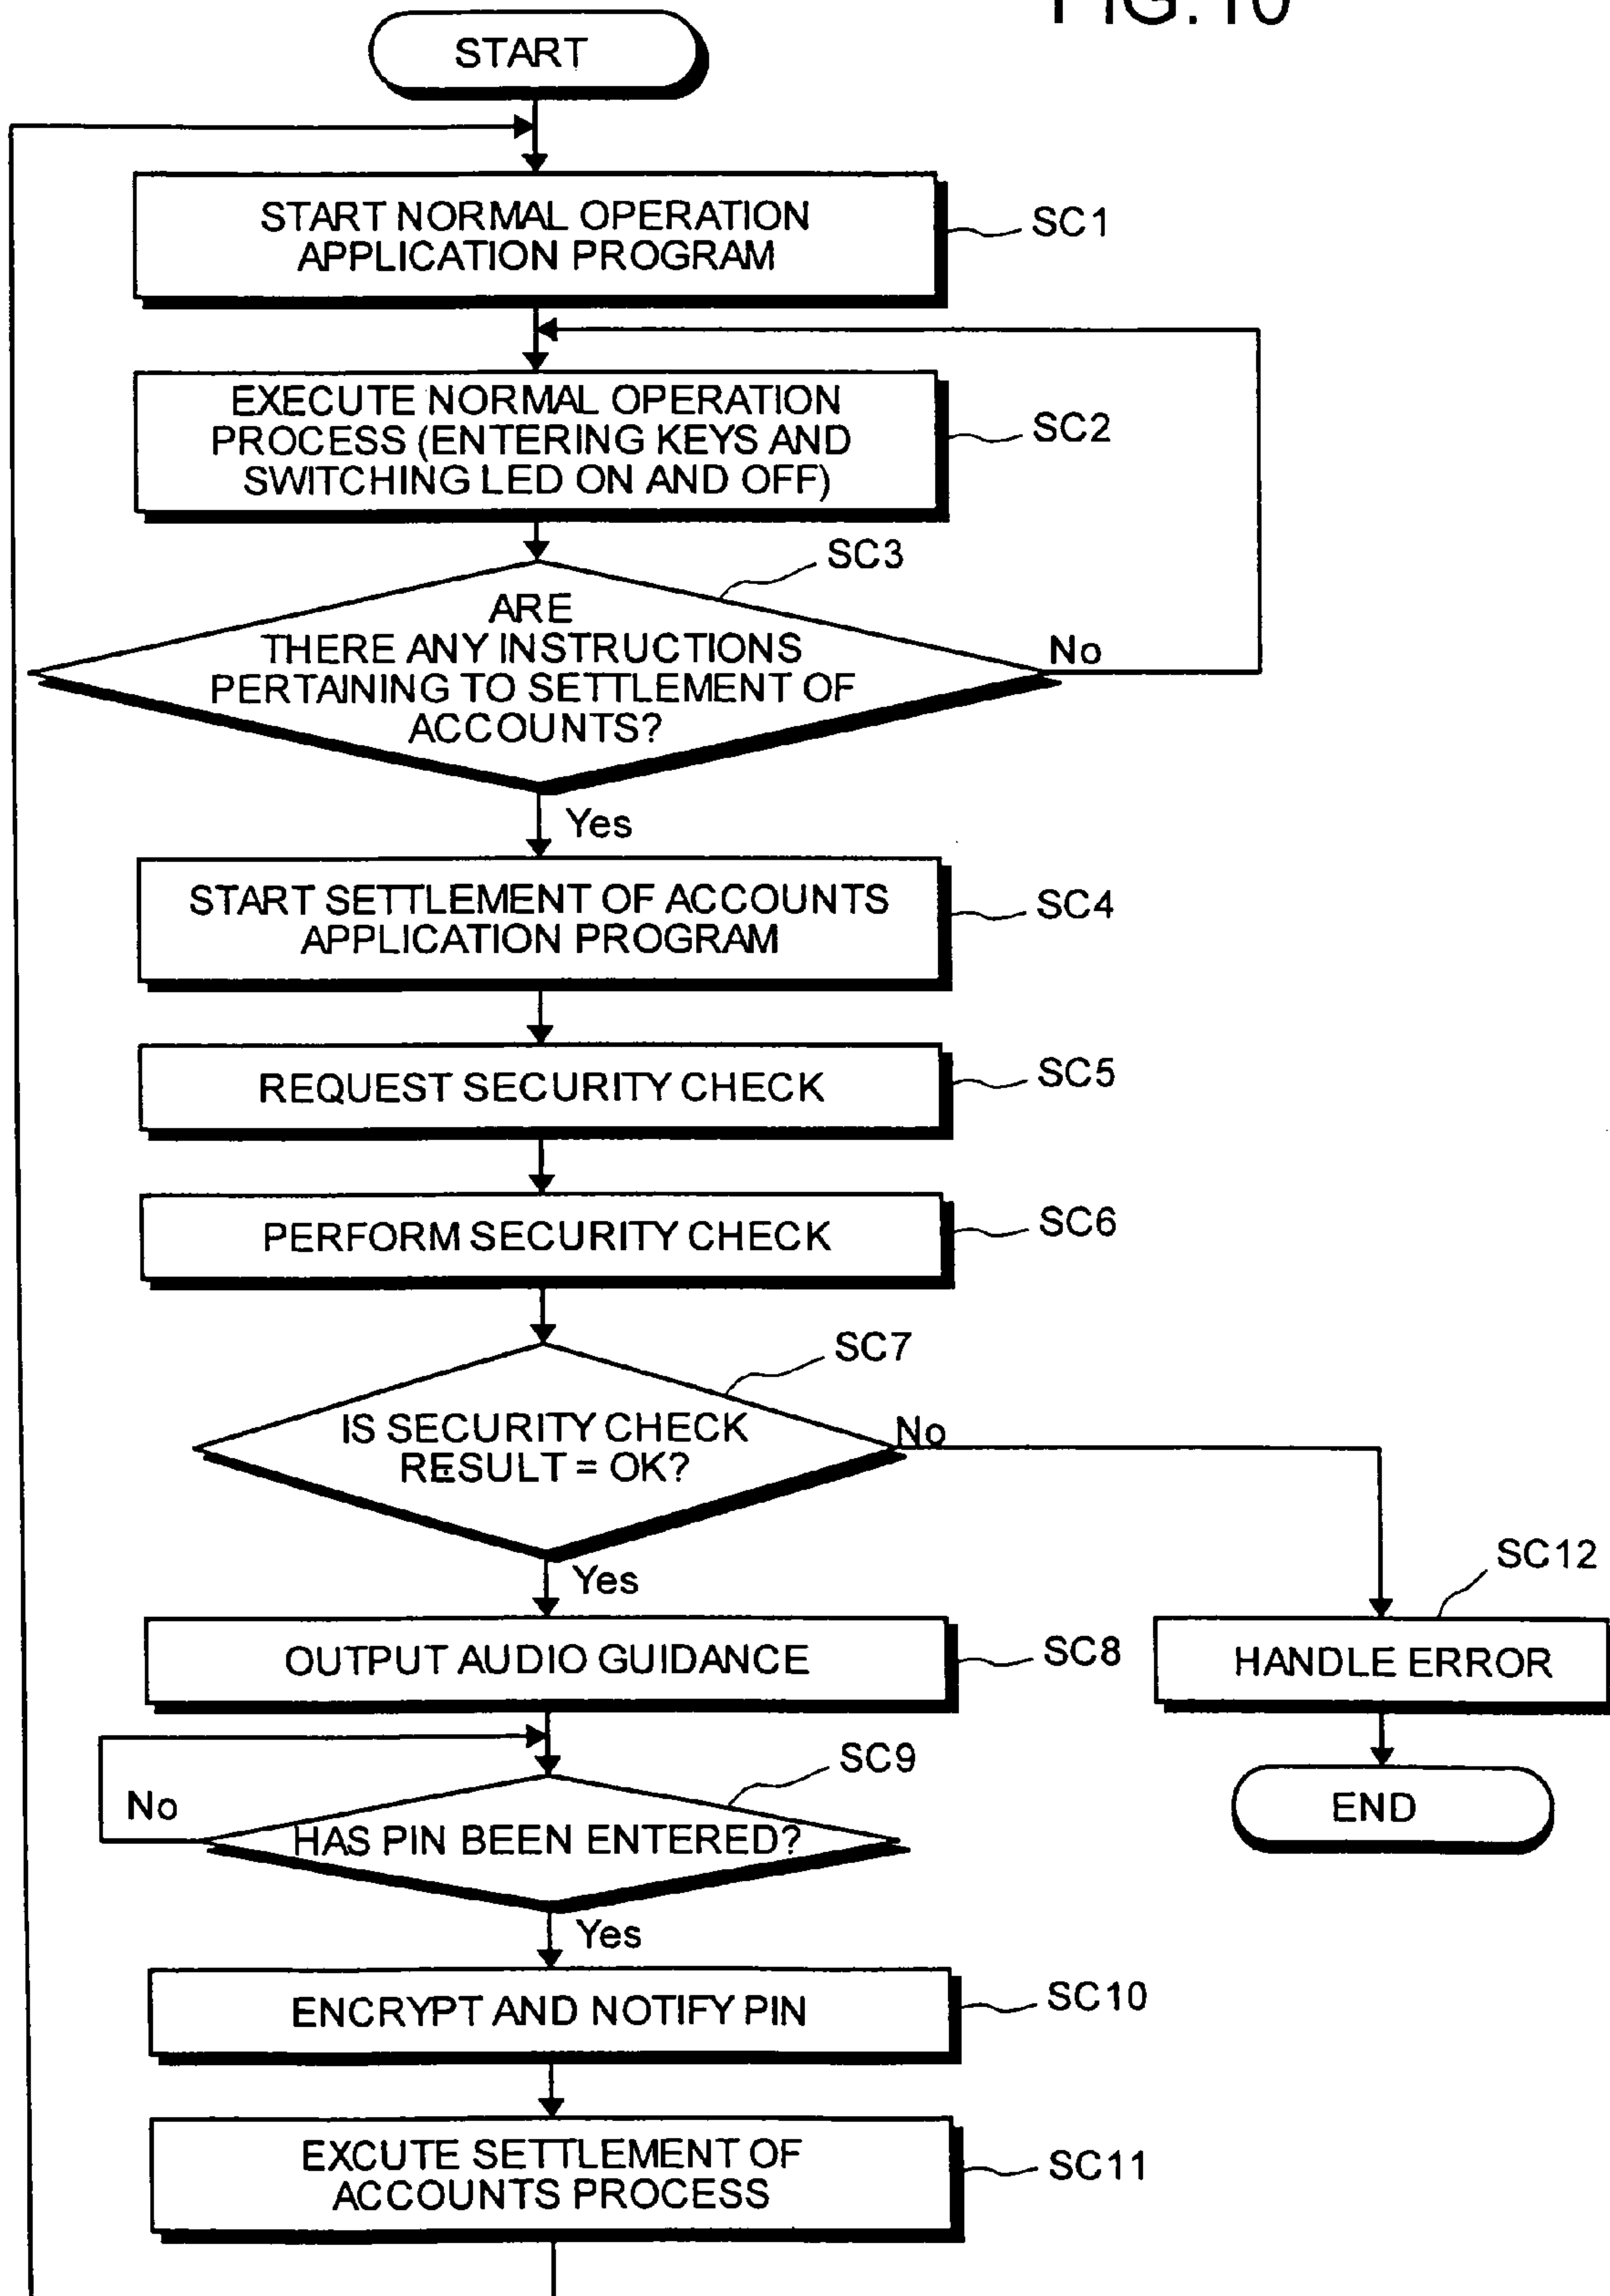 FIG.10
START
START NORMAL OPERATION
APPLICATION PROGRAM
SC1
EXECUTE NORMAL OPERATION
PROCESS (ENTERING KEYS AND
SWITCHING LED ON AND OFF)
SC2
SC3
ARE
THERE ANY INSTRUCTIONS
PERTAINING TO SETTLEMENT OF
ACCOUNTS?
No
Yes
START SETTLEMENT OF ACCOUNTS
APPLICATION PROGRAM
SC4
REQUEST SECURITY CHECK
SC5
PERFORM SECURITY CHECK
SC6
SC7
IS SECURITY CHECK
RESULT = OK?
No
Yes
SC12
OUTPUT AUDIO GUIDANCE
SC8
HANDLE ERROR
SC9
No
HAS PIN BEEN ENTERED?
END
Yes
ENCRYPT AND NOTIFY PIN
SC10
EXCUTE SETTLEMENT OF
ACCOUNTS PROCESS
SC11